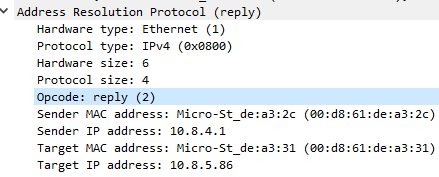 Address Resolution Protocol (reply)
Hardware type: Ethernet (1)
Protocol type: IPv4 (0x0800)
Hardware size: 6
Protocol size: 4
Opcode: reply (2)
Sender MAC address: Micro-St_de:a3:2c (00:d8:61:de:a3:2c)
Sender IP address: 10.8.4.1
Target MAC address: Micro-St_de:a3:31 (00:d8:61:de:a3:31)
Target IP address: 10.8.5.86